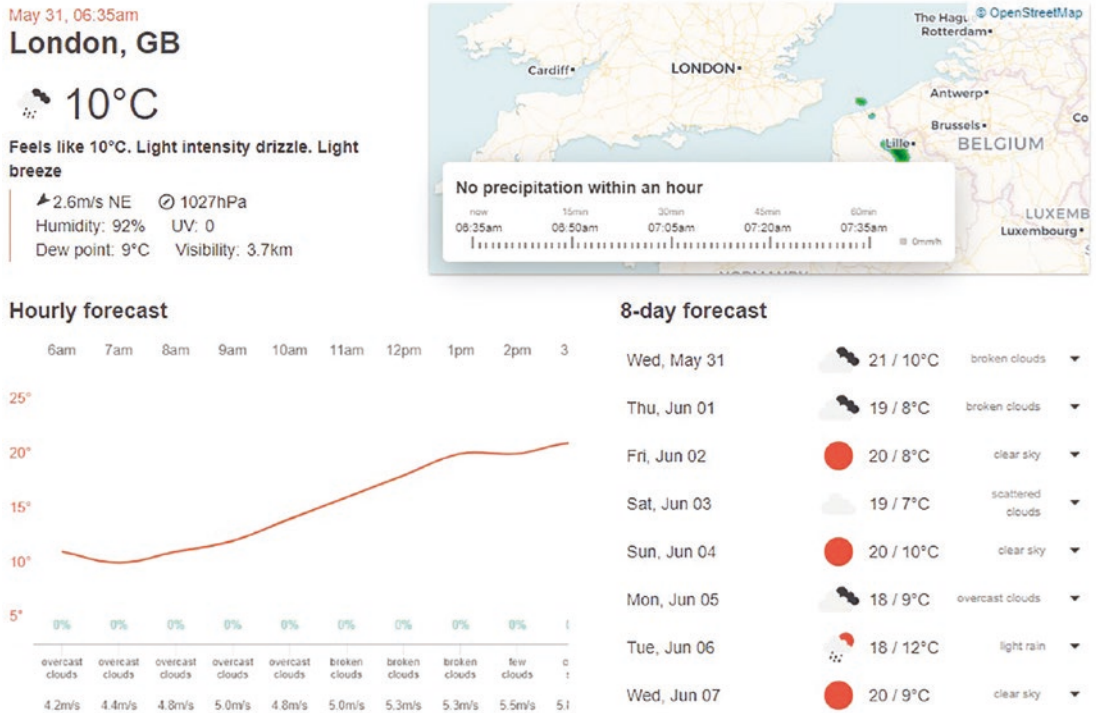 May 31, 06:35am
London, GB
10°C
Feels like 10°C. Light intensity drizzle. Light
breeze
2.6m/s NE 1027hPa
Humidity: 92% UV: 0
Dew point: 9°C Visibility: 3.7km
© OpenStreetMap
The Hague
Rotterdam
Cardiff
LONDON
Antwerp
Brussels
Lille
BELGIUM
Luxembourg
No precipitation within an hour
now 15min 30min 45min 60min
06:35am 06:50am 07:05am 07:20am 07:35am
0mm/h
Hourly forecast
6am 7am 8am 9am 10am 11am 12pm 1pm 2pm 3
25°
20°
15°
10°
5°
0% 0% 0% 0% 0% 0% 0% 0% 0%
overcast overcast overcast overcast overcast broken broken broken few
clouds clouds clouds clouds clouds clouds clouds clouds clouds
4.2m/s 4.4m/s 4.8m/s 5.0m/s 4.8m/s 5.0m/s 5.3m/s 5.3m/s 5.5m/s
8-day forecast
Wed, May 31 21 / 10°C broken clouds
Thu, Jun 01 19 / 8°C broken clouds
Fri, Jun 02 20 / 8°C clear sky
Sat, Jun 03 19 / 7°C scattered
clouds
Sun, Jun 04 20 / 10°C clear sky
Mon, Jun 05 18 / 9°C overcast clouds
Tue, Jun 06 18 / 12°C light rain
Wed, Jun 07 20 / 9°C clear sky